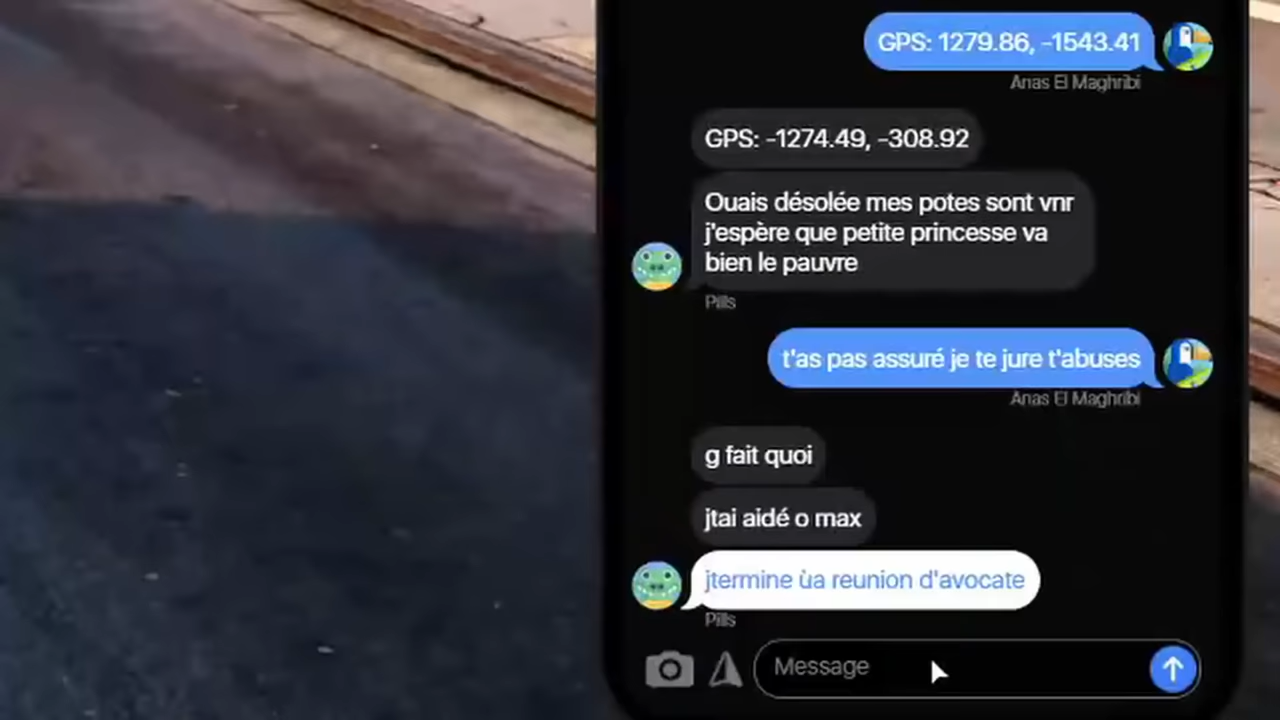 GPS: 1279.86, -1543.41
Anas El Maghribi
GPS: -1274.49, -308.92
Ouais désolée mes potes sont vnr
j'espère que petite princesse va
bien le pauvre
Pills
t'as pas assuré je te jure t'abuses
Anas El Maghribi
g fait quoi
jtai aidé o max
jtermine ùa reunion d'avocate
Pills
Message